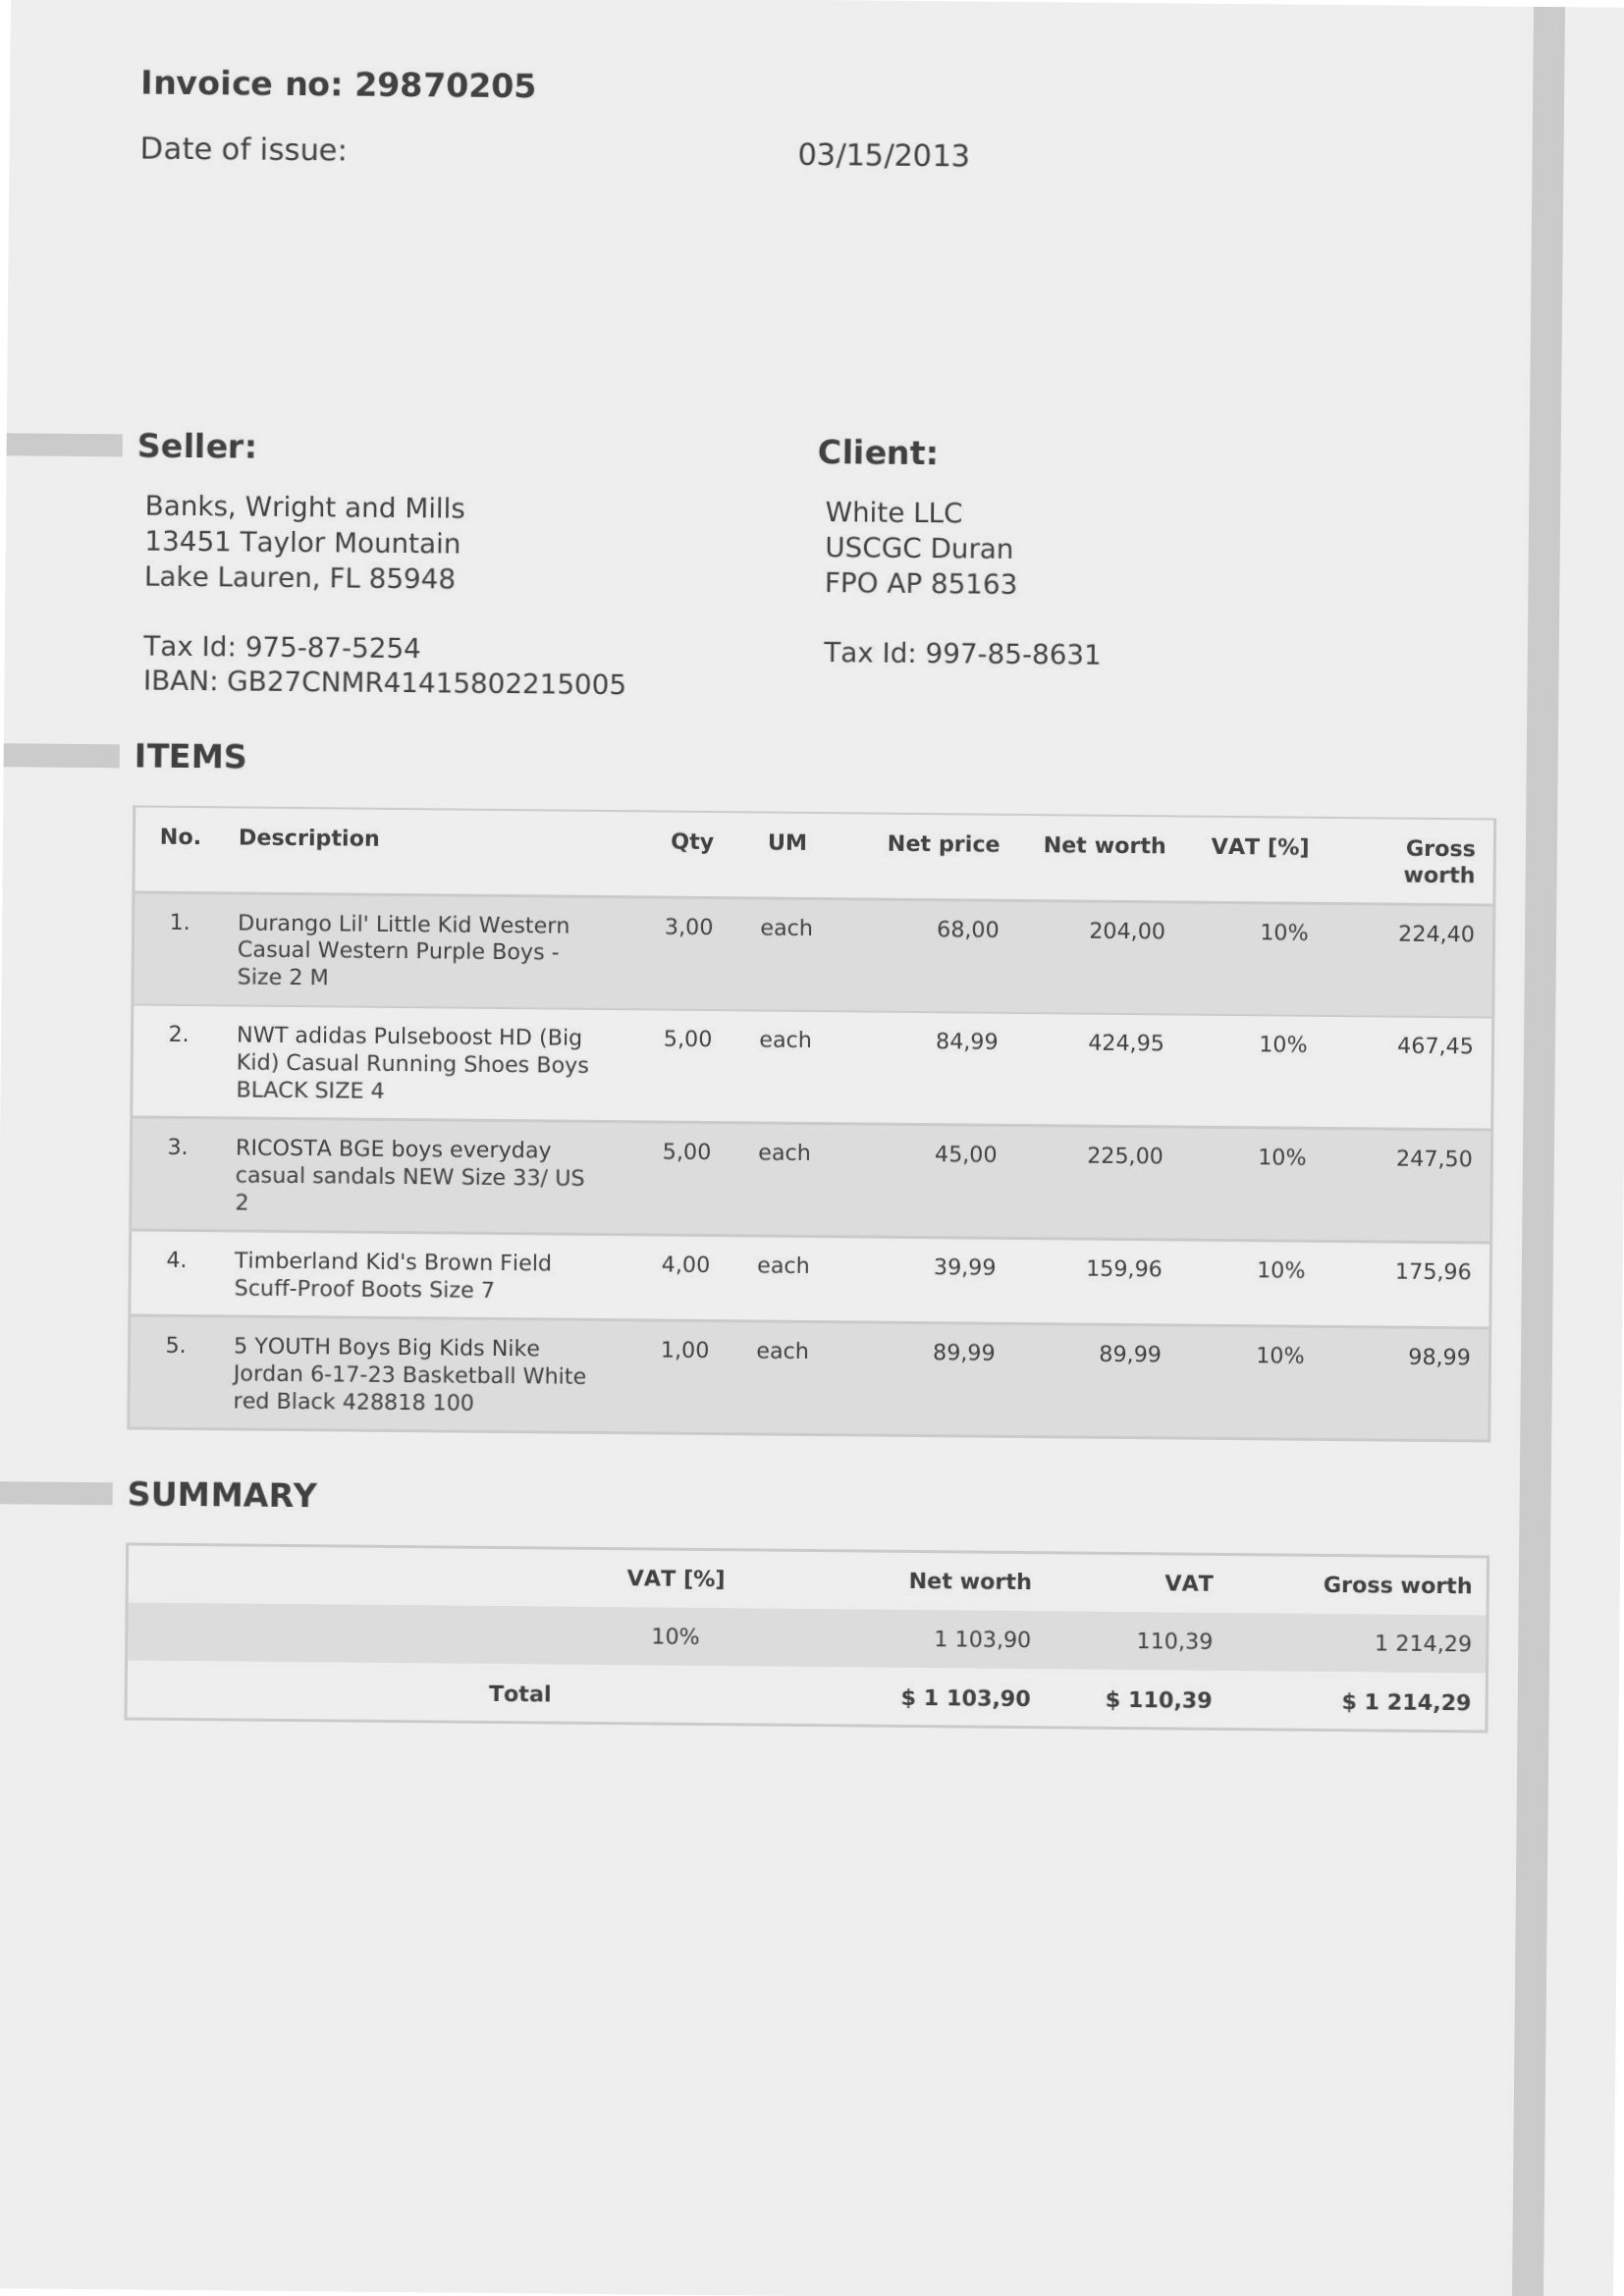 Invoice no: 29870205
Date of issue: 03/15/2013
Seller:
Banks, Wright and Mills
13451 Taylor Mountain
Lake Lauren, FL 85948
Tax Id: 975-87-5254
IBAN: GB27CNMR41415802215005
Client:
White LLC
USCGC Duran
FPO AP 85163
Tax Id: 997-85-8631
ITEMS
No. Description Qty UM Net price Net worth VAT [%] Gross
worth
1. Durango Lil' Little Kid Western 3,00 each 68,00 204,00 10% 224,40
Casual Western Purple Boys -
Size 2 M
2. NWT adidas Pulseboost HD (Big 5,00 each 84,99 424,95 10% 467,45
Kid) Casual Running Shoes Boys
BLACK SIZE 4
3. RICOSTA BGE boys everyday 5,00 each 45,00 225,00 10% 247,50
casual sandals NEW Size 33/ US
2
4. Timberland Kid's Brown Field 4,00 each 39,99 159,96 10% 175,96
Scuff-Proof Boots Size 7
5. 5 YOUTH Boys Big Kids Nike 1,00 each 89,99 89,99 10% 98,99
Jordan 6-17-23 Basketball White
red Black 428818 100
SUMMARY
VAT [%] Net worth VAT Gross worth
10% 1 103,90 110,39 1 214,29
Total $ 1 103,90 $ 110,39 $ 1 214,29